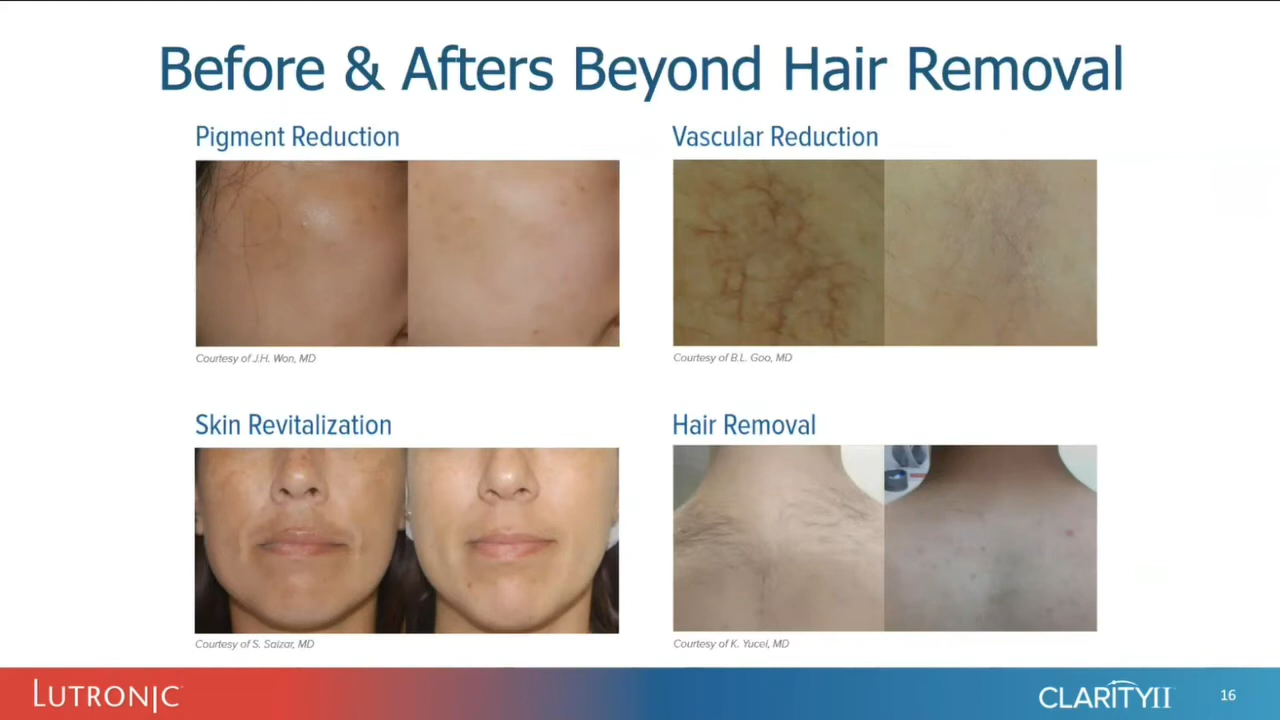 Before & Afters Beyond Hair Removal
Pigment Reduction
Vascular Reduction
Courtesy of J.H. Won, MD
Courtesy of B.L. Goo, MD
Skin Revitalization
Hair Removal
Courtesy of S. Salzar, MD
Courtesy of K. Yucel, MD
LUTRONIC
CLARITYII
16